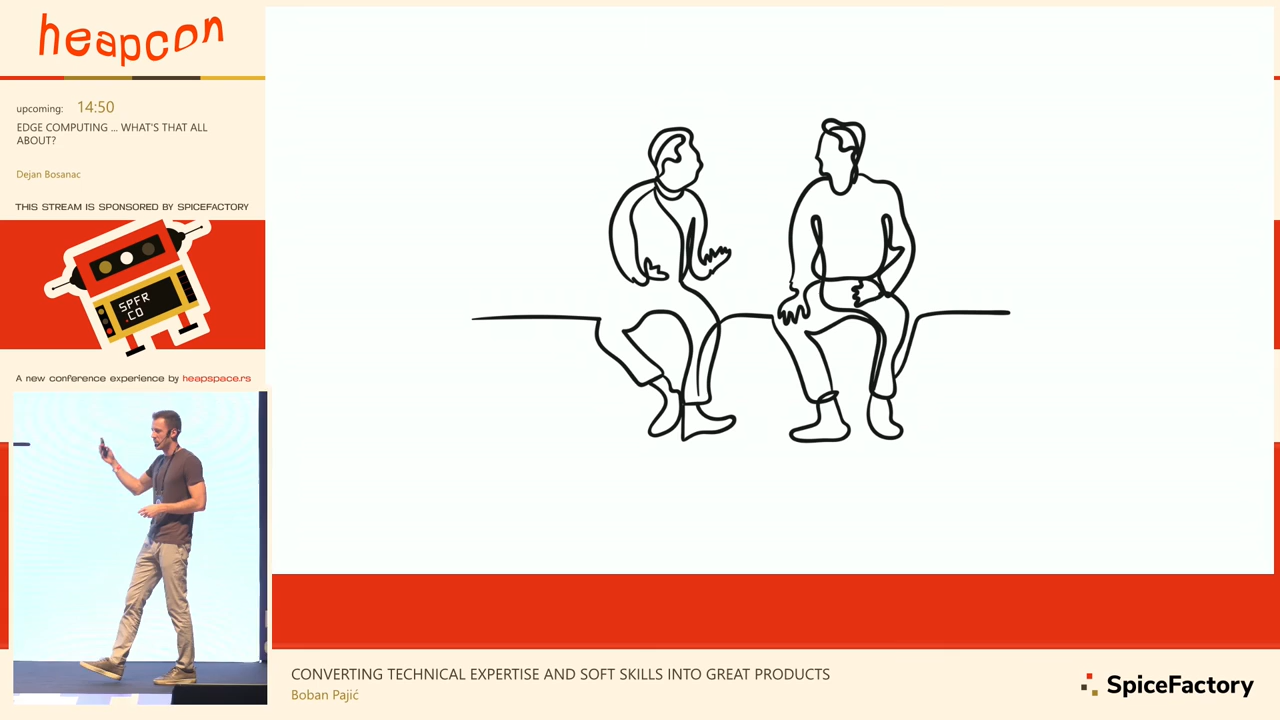 heapcon
upcoming: 14:50
EDGE COMPUTING ... WHAT'S THAT ALL
ABOUT?
Dejan Bosanac
THIS STREAM IS SPONSORED BY SPICEFACTORY
SPFR
.CO
A new conference experience by heapspace.rs
CONVERTING TECHNICAL EXPERTISE AND SOFT SKILLS INTO GREAT PRODUCTS
Boban Pajić
SpiceFactory